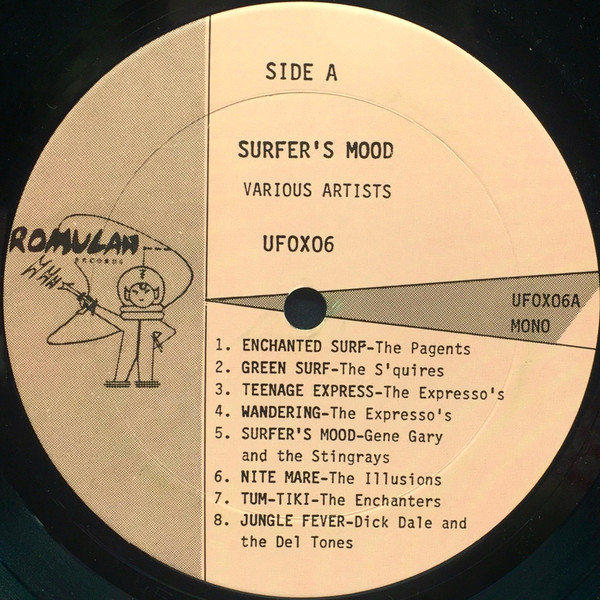 SIDE A
SURFER'S MOOD
VARIOUS ARTISTS
UFOX06
ROMULAN
RECORDS
UFOX06A
MONO
1. ENCHANTED SURF-The Pagents
2. GREEN SURF-The S'quires
3. TEENAGE EXPRESS-The Expresso's
4. WANDERING-The Expresso's
5. SURFER'S MOOD-Gene Gary
and the Stingrays
6. NITE MARE-The Illusions
7. TUM-TIKI-The Enchanters
8. JUNGLE FEVER-Dick Dale and
the Del Tones